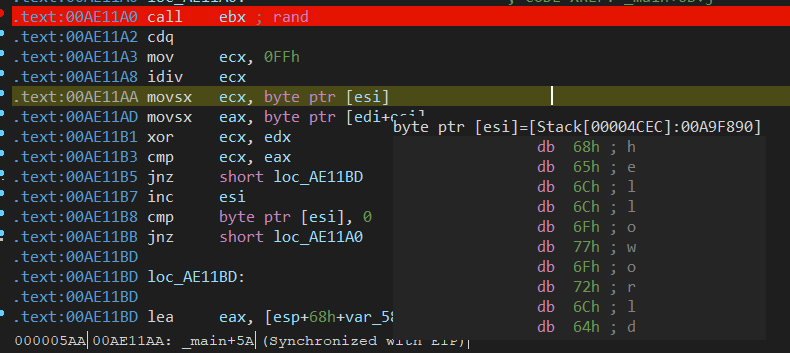 .text:00AE11A0 call ebx ; rand
.text:00AE11A2 cdq
.text:00AE11A3 mov ecx, 0FFh
.text:00AE11A8 idiv ecx
.text:00AE11AA movsx ecx, byte ptr [esi]
.text:00AE11AD movsx eax, byte ptr
byte ptr [esi]=[Stack[00004CEC]:00A9F890]
.text:00AE11B1 xor ecx, edx
db 68h ; h
.text:00AE11B3 cmp ecx, eax
db 65h ; e
.text:00AE11B5 jnz short loc_AE11BD
db 6Ch ; l
.text:00AE11B7 inc esi
db 6Ch ; l
.text:00AE11B8 cmp byte ptr [esi], 0
db 6Fh ; o
.text:00AE11BB jnz short loc_AE11A0
db 77h ; w
.text:00AE11BD
db 6Fh ; o
.text:00AE11BD loc_AE11BD:
db 72h ; r
.text:00AE11BD
db 6Ch ; l
.text:00AE11BD lea eax, [esp+68h+var_58
db 64h ; d
000005AA 00AE11AA: _main+5A (Synchronized with EIP)